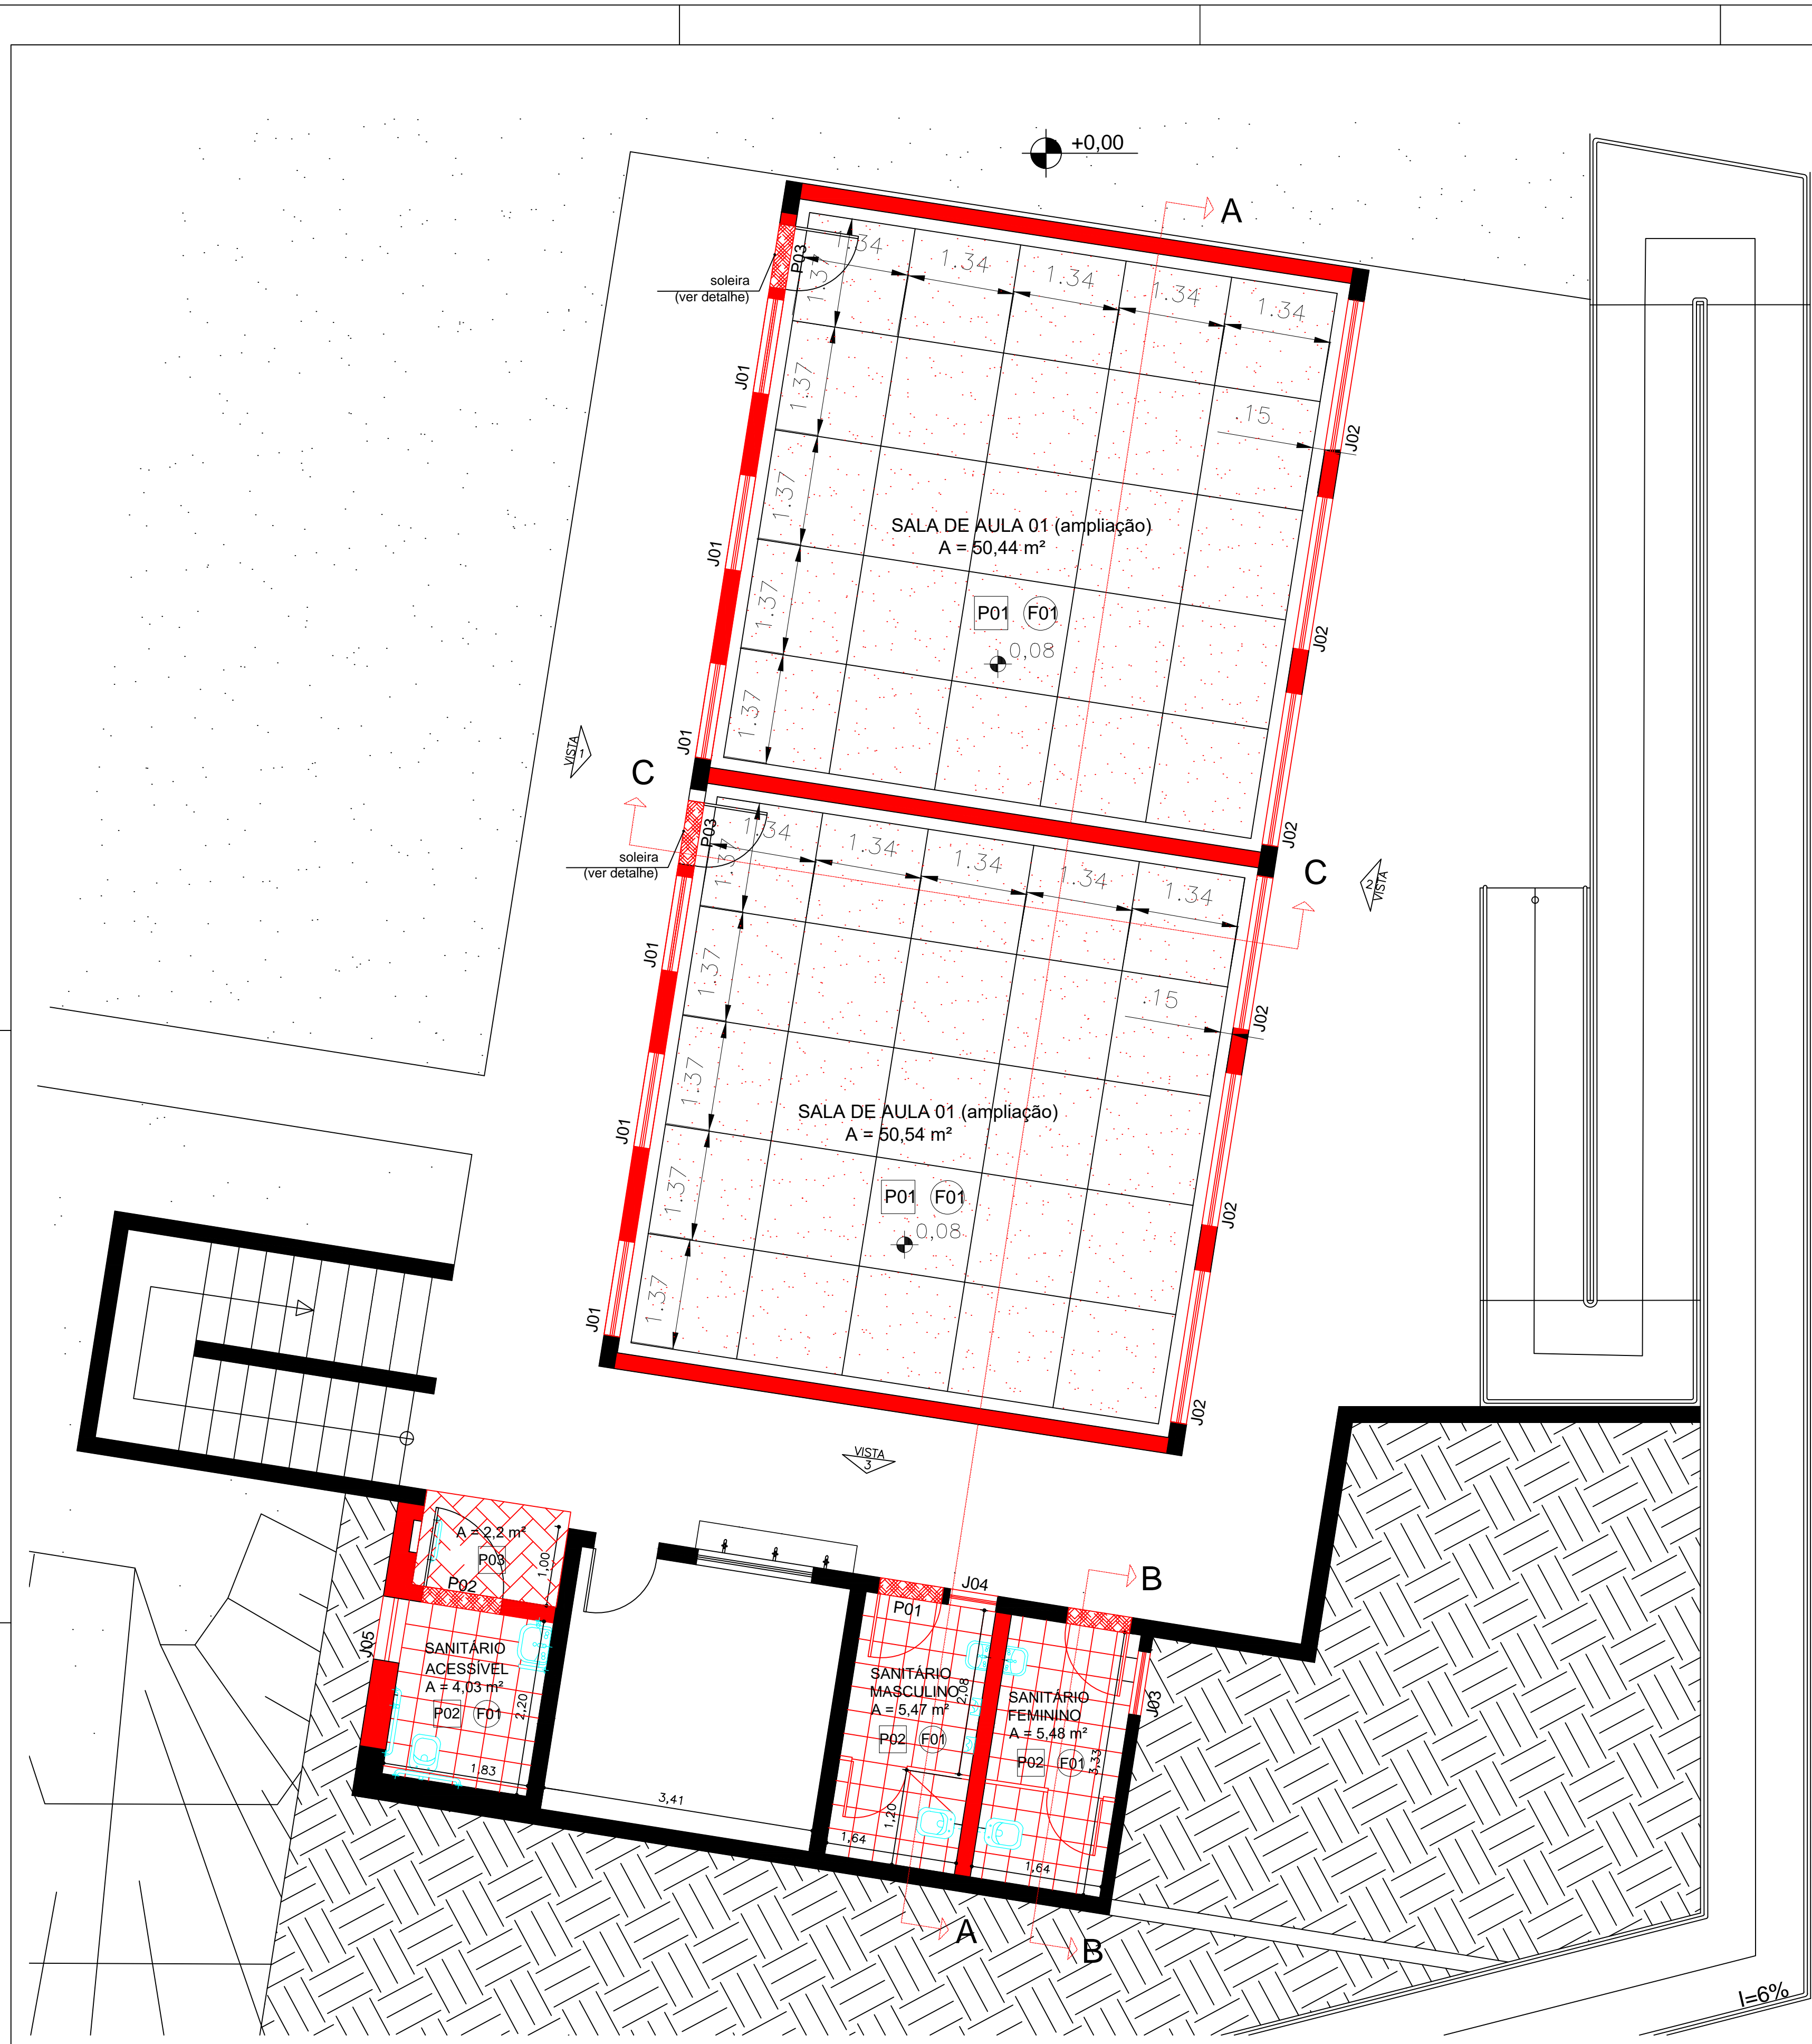 +0,00
A
soleira
(ver detalhe)
P03
1.34
1.34
1.34
1.34
1.34
1.37
1.37
1.37
1.37
1.37
.15
J01
J01
J01
J02
J02
J02
SALA DE AULA 01 (ampliação)
A = 50,44 m²
P01
F01
0,08
VISTA
1
C
soleira
(ver detalhe)
P03
1.34
1.34
1.34
1.34
1.34
C
2
VISTA
1.37
1.37
1.37
1.37
1.37
.15
J01
J01
J01
J02
J02
J02
SALA DE AULA 01 (ampliação)
A = 50,54 m²
P01
F01
0,08
VISTA
3
A = 2,2 m²
P03
1,00
P02
J05
SANITÁRIO
ACESSÍVEL
A = 4,03 m²
P02
F01
2,20
1,83
3,41
P01
J04
B
SANITÁRIO
MASCULINO
A = 5,47 m²
P02
F01
2,08
1,20
1,64
SANITÁRIO
FEMININO
A = 5,48 m²
P02
F01
3,33
1,64
J03
A
B
I=6%